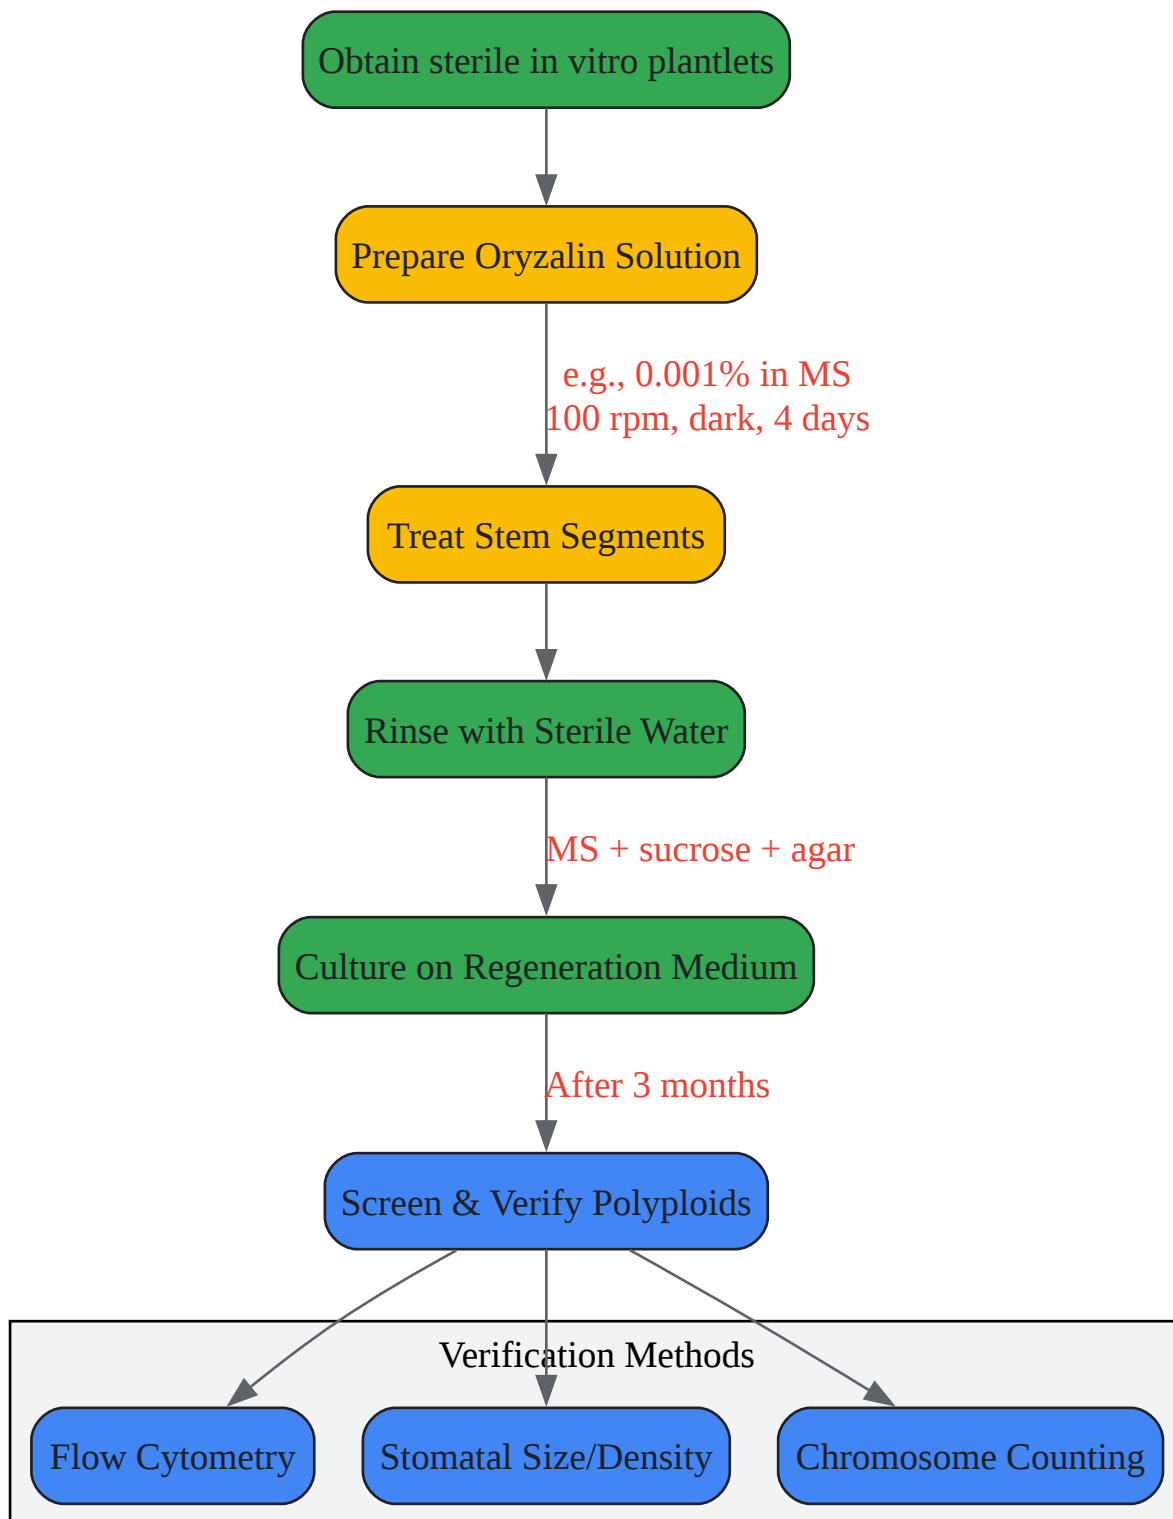 Obtain sterile in vitro plantlets
Prepare Oryzalin Solution
e.g., 0.001% in MS
100 rpm, dark, 4 days
Treat Stem Segments
Rinse with Sterile Water
MS + sucrose + agar
Culture on Regeneration Medium
After 3 months
Screen & Verify Polyploids
Verification Methods
Flow Cytometry
Stomatal Size/Density
Chromosome Counting